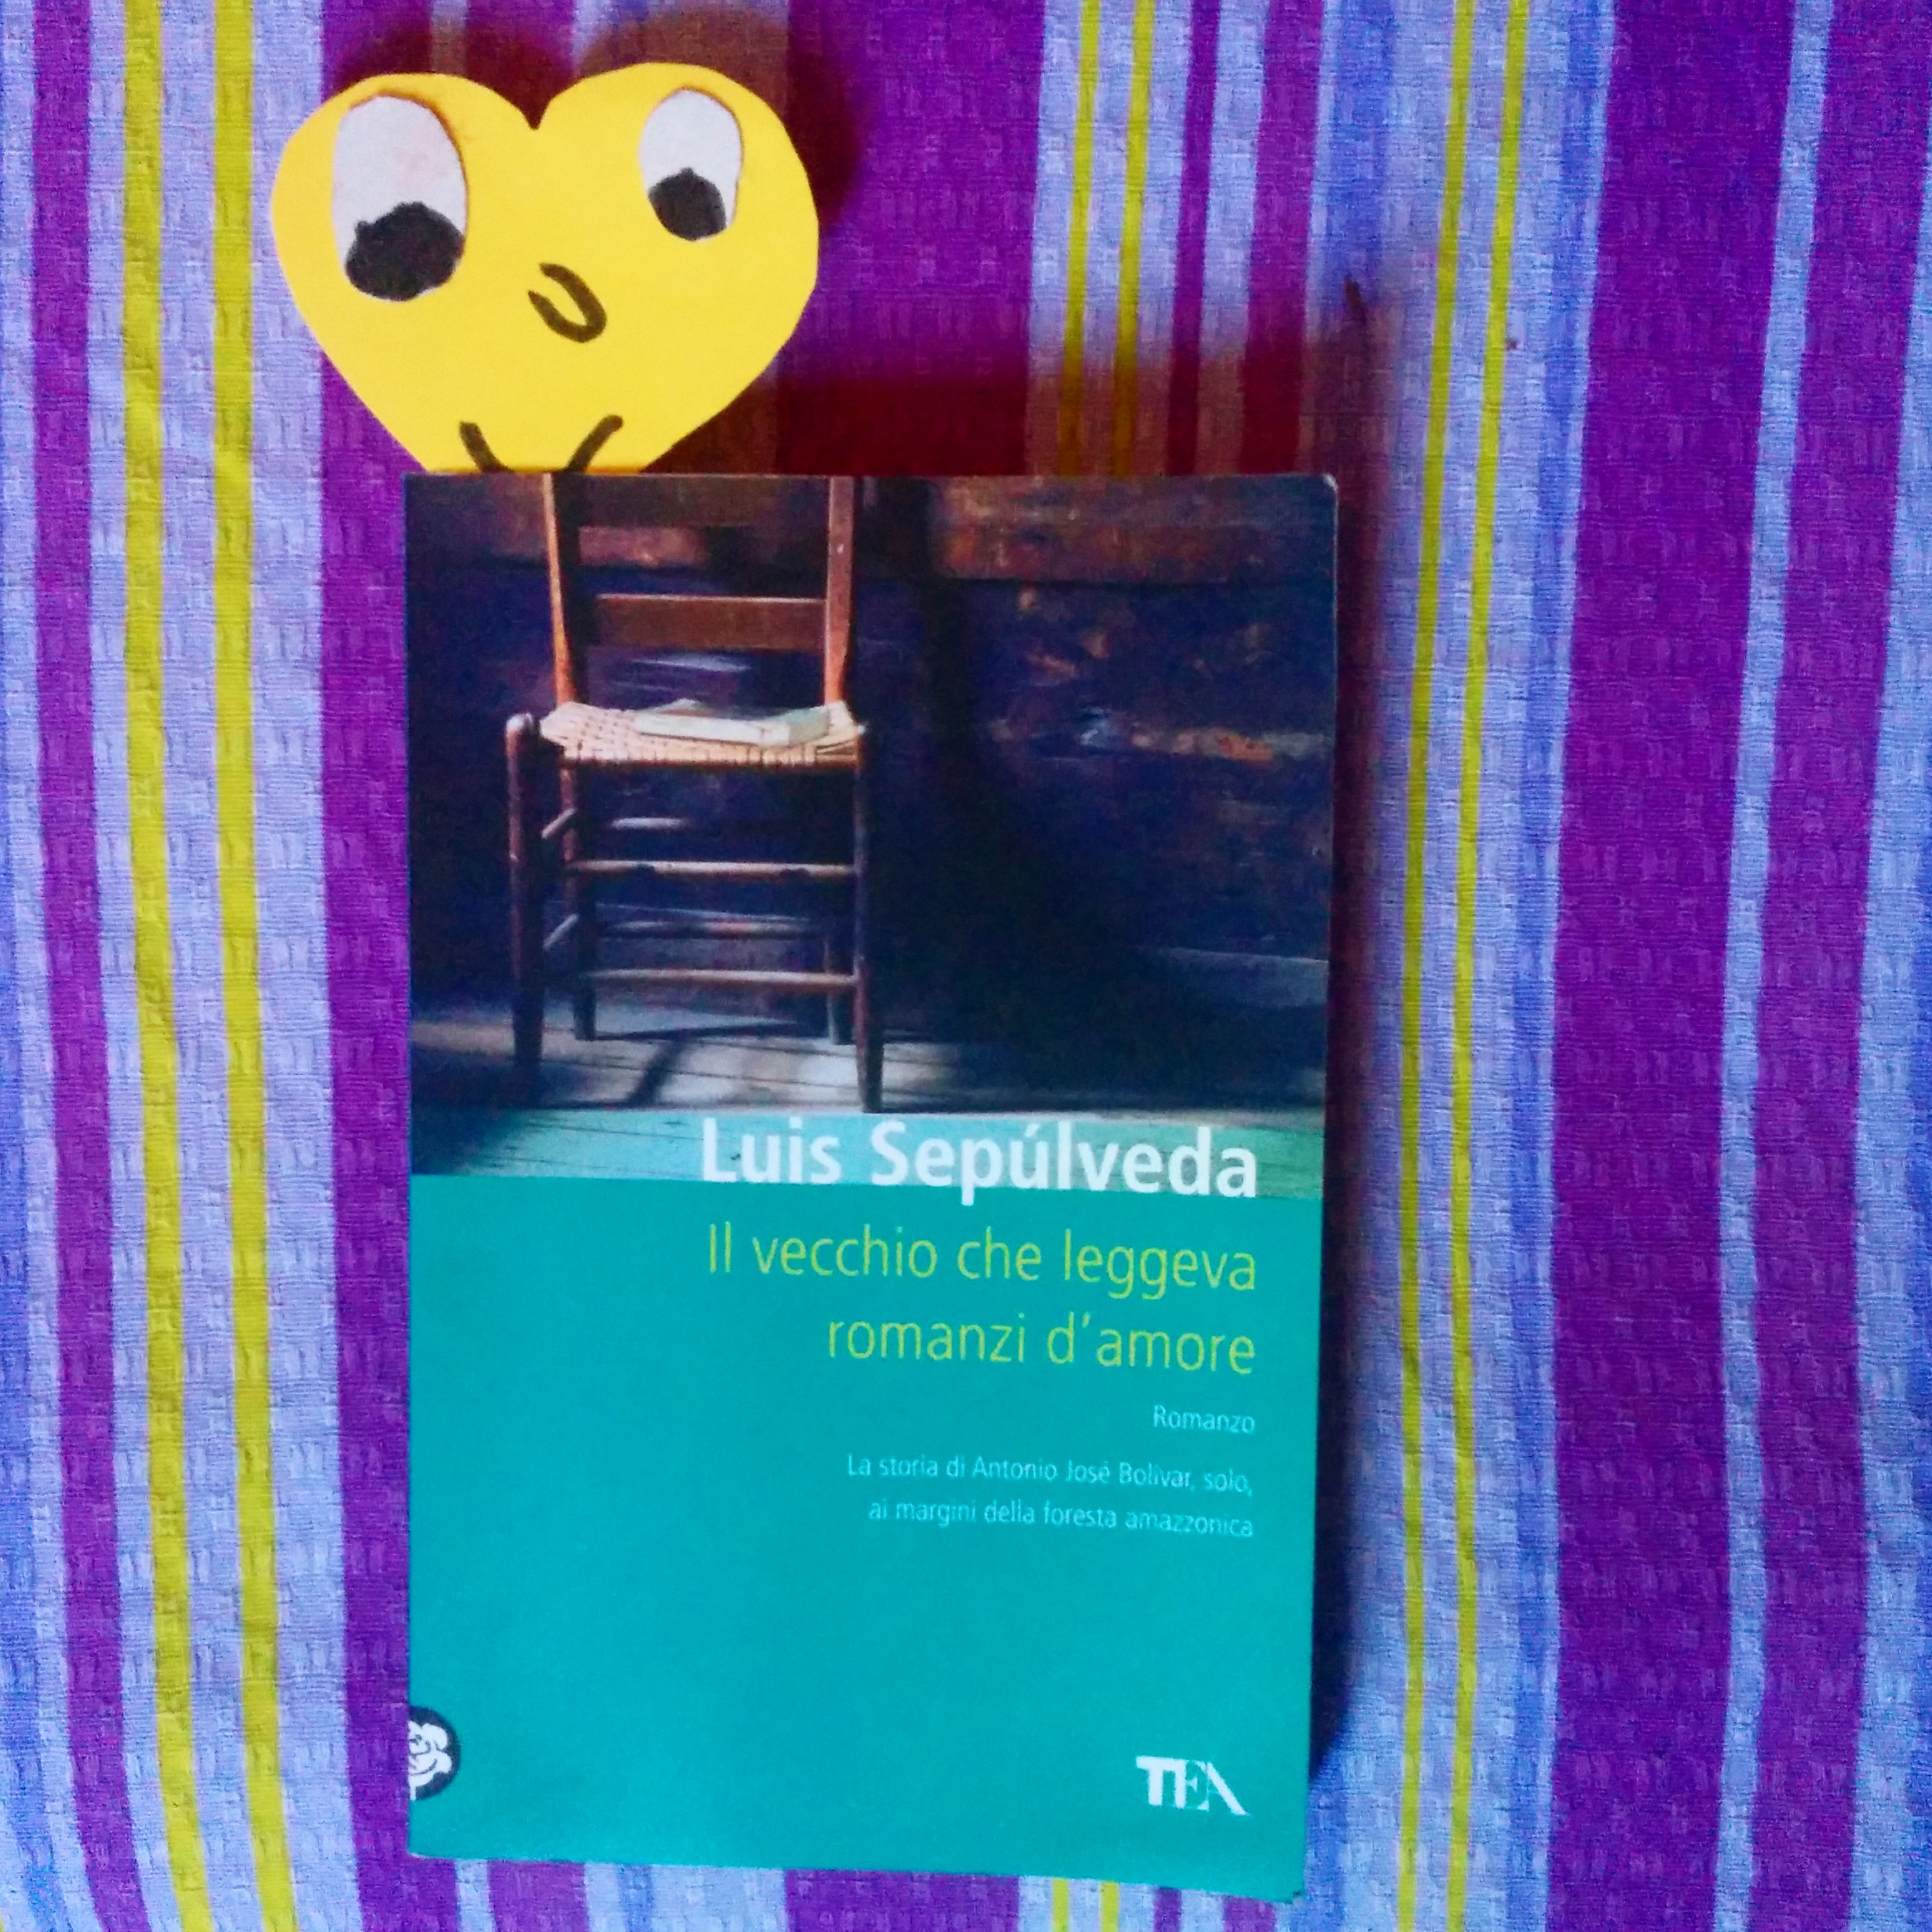 Luis Sepúlveda
Il vecchio che leggeva
romanzi d'amore
Romanzo
La storia di Antonio José Bolívar, solo,
ai margini della foresta amazzonica
TEA